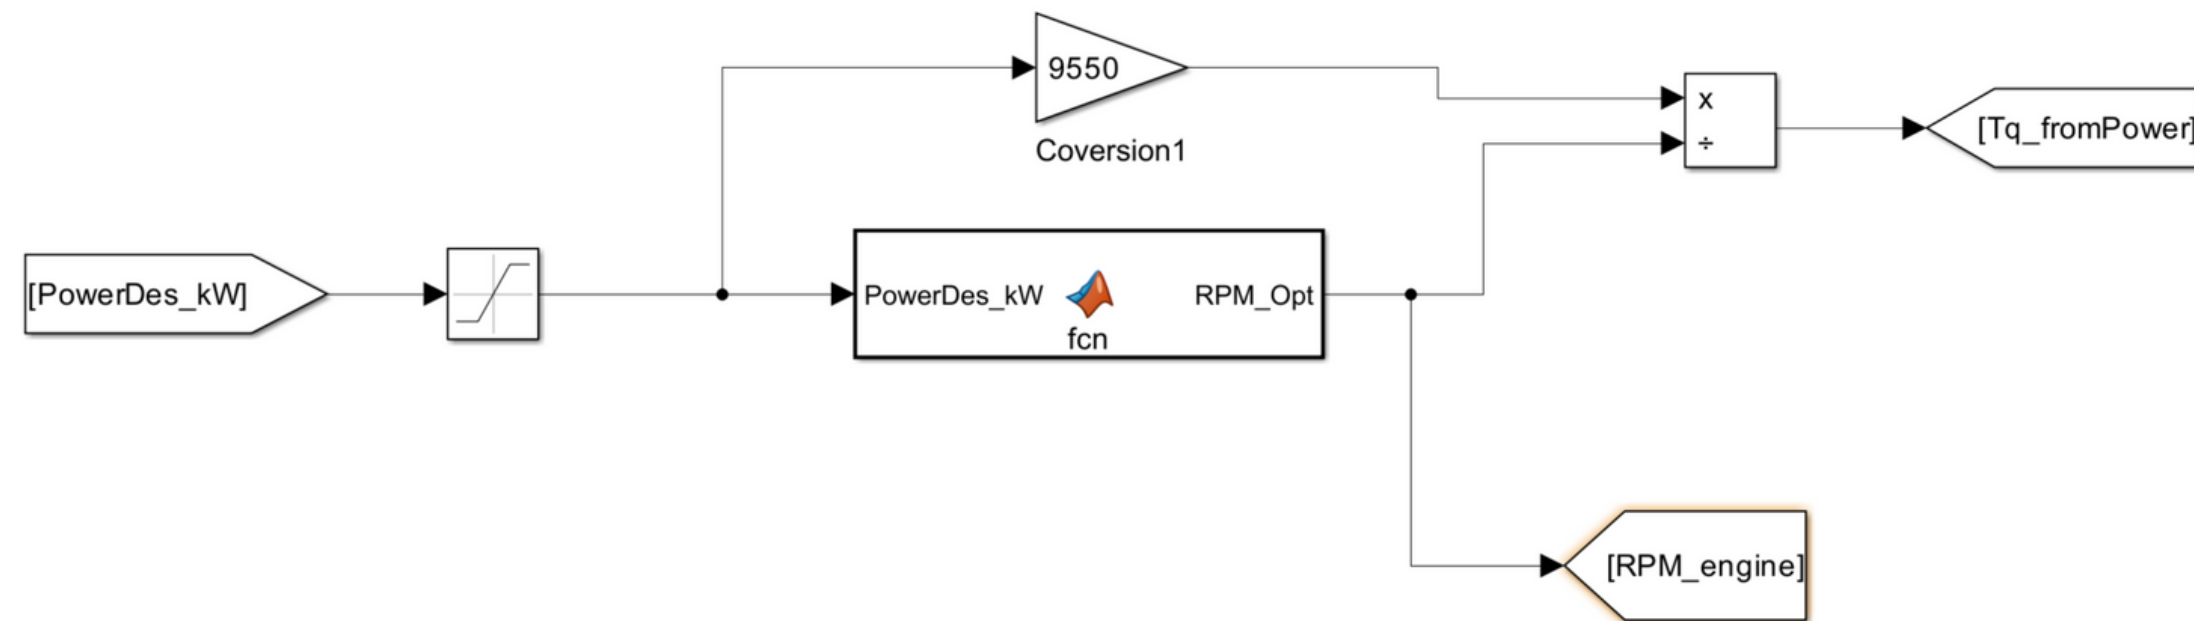 9550
x
÷
[Tq_fromPower]
Coversion1
[PowerDes_kW]
PowerDes_kW
RPM_Opt
fcn
[RPM_engine]